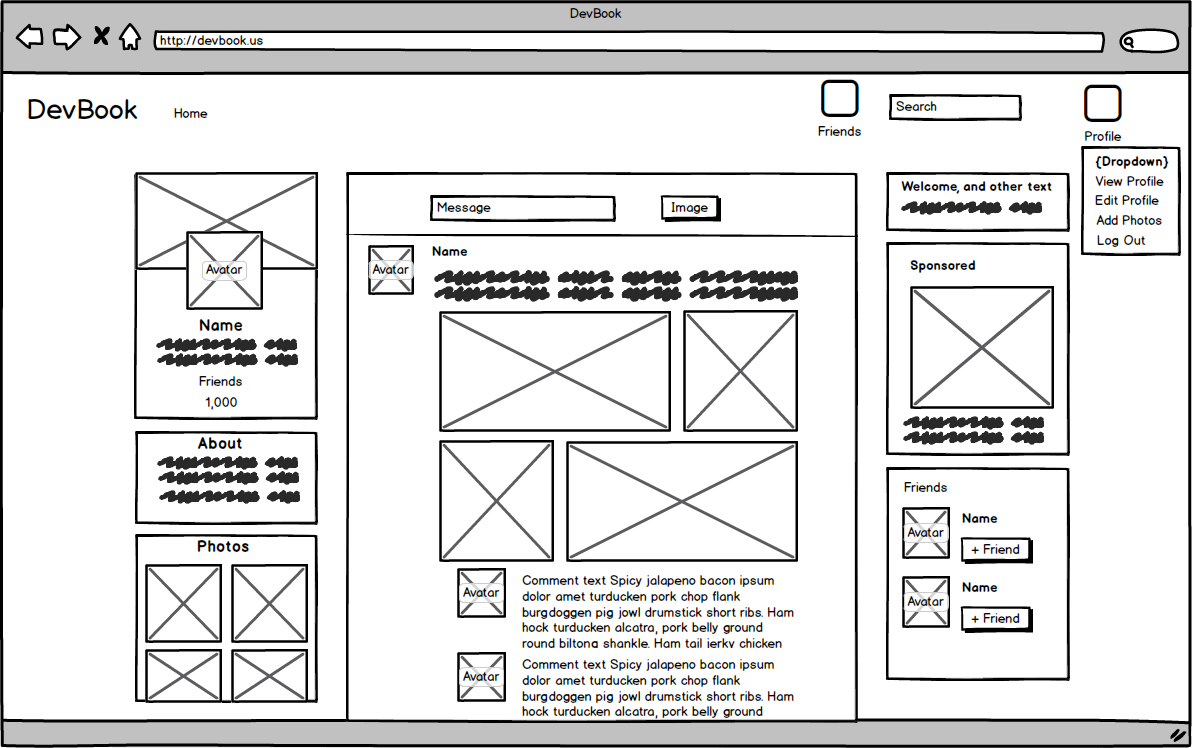 DevBook
http://devbook.us
DevBook
Home
Friends
Search
Profile
{Dropdown}
View Profile
Edit Profile
Add Photos
Log Out
Avatar
Name
Friends
1,000
About
Photos
Message
Image
Avatar
Name
Avatar
Comment text Spicy jalapeno bacon ipsum
dolor amet turducken pork chop flank
burgdoggen pig jowl drumstick short ribs. Ham
hock turducken alcatra, pork belly ground
round biltong shankle. Ham tail jerky chicken
Avatar
Comment text Spicy jalapeno bacon ipsum
dolor amet turducken pork chop flank
burgdoggen pig jowl drumstick short ribs. Ham
hock turducken alcatra, pork belly ground
Welcome, and other text
Sponsored
Friends
Avatar
Name
+ Friend
Avatar
Name
+ Friend